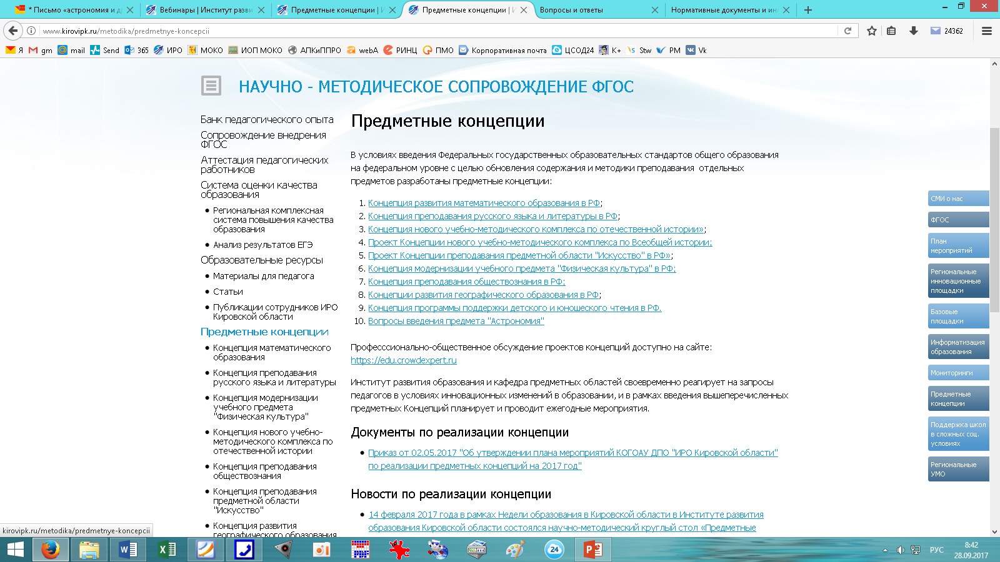 * Письмо «астрономия и д
Вебинары | Институт разви
Предметные концепции | И
Предметные концепции | И
Вопросы и ответы
Нормативные документы и ин
www.kirovipk.ru/metodika/predmetnye-koncepcii
24362
Я
gm
mail
Send
365
ИРО
МОКО
ИОП МОКО
АПКиППРО
webА
РИНЦ
ПМО
Корпоративная почта
ЦСОД24
К+
Stw
РМ
Vk
НАУЧНО - МЕТОДИЧЕСКОЕ СОПРОВОЖДЕНИЕ ФГОС
Банк педагогического опыта
Сопровождение внедрения
ФГОС
Аттестация педагогических
работников
Система оценки качества
образования
• Региональная комплексная
система повышения качества
образования
• Анализ результатов ЕГЭ
Образовательные ресурсы
• Материалы для педагога
• Статьи
• Публикации сотрудников ИРО
Кировской области
Предметные концепции
• Концепция математического
образования
• Концепция преподавания
русского языка и литературы
• Концепция модернизации
учебного предмета
"Физическая культура"
• Концепция нового учебно-
методического комплекса по
отечественной истории
• Концепция преподавания
обществознания
• Концепция преподавания
предметной области
"Искусство"
• Концепция развития
географического образования
Предметные концепции
В условиях введения Федеральных государственных образовательных стандартов общего образования
на федеральном уровне с целью обновления содержания и методики преподавания отдельных
предметов разработаны предметные концепции:
1. Концепция развития математического образования в РФ;
2. Концепция преподавания русского языка и литературы в РФ;
3. Концепция нового учебно-методического комплекса по отечественной истории»;
4. Проект Концепции нового учебно-методического комплекса по Всеобщей истории;
5. Проект Концепции преподавания предметной области "Искусство" в РФ»;
6. Концепция модернизации учебного предмета "Физическая культура" в РФ;
7. Концепция преподавания обществознания в РФ;
8. Концепции развития географического образования в РФ;
9. Концепция программы поддержки детского и юношеского чтения в РФ.
10. Вопросы введения предмета "Астрономия"
Професссионально-общественное обсуждение проектов концепций доступно на сайте:
https://edu.crowdexpert.ru
Институт развития образования и кафедра предметных областей своевременно реагирует на запросы
педагогов в условиях инновационных изменений в образовании, и в рамках введения вышеперечисленных
предметных Концепций планирует и проводит ежегодные мероприятия.
Документы по реализации концепции
• Приказ от 02.05.2017 "Об утверждении плана мероприятий КОГОАУ ДПО "ИРО Кировской области"
по реализации предметных концепций на 2017 год"
Новости по реализации концепции
• 14 февраля 2017 года в рамках Недели образования в Кировской области в Институте развития
образования Кировской области состоялся научно-методический круглый стол «Предметные
СМИ о нас
ФГОС
План
мероприятий
Региональные
инновационные
площадки
Базовые
площадки
Информатизация
образования
Мониторинги
Предметные
концепции
Поддержка школ
в сложных соц.
условиях
Региональные
УМО
kirovipk.ru/metodika/predmetnye-koncepcii
24
РУС
8:42
28.09.2017